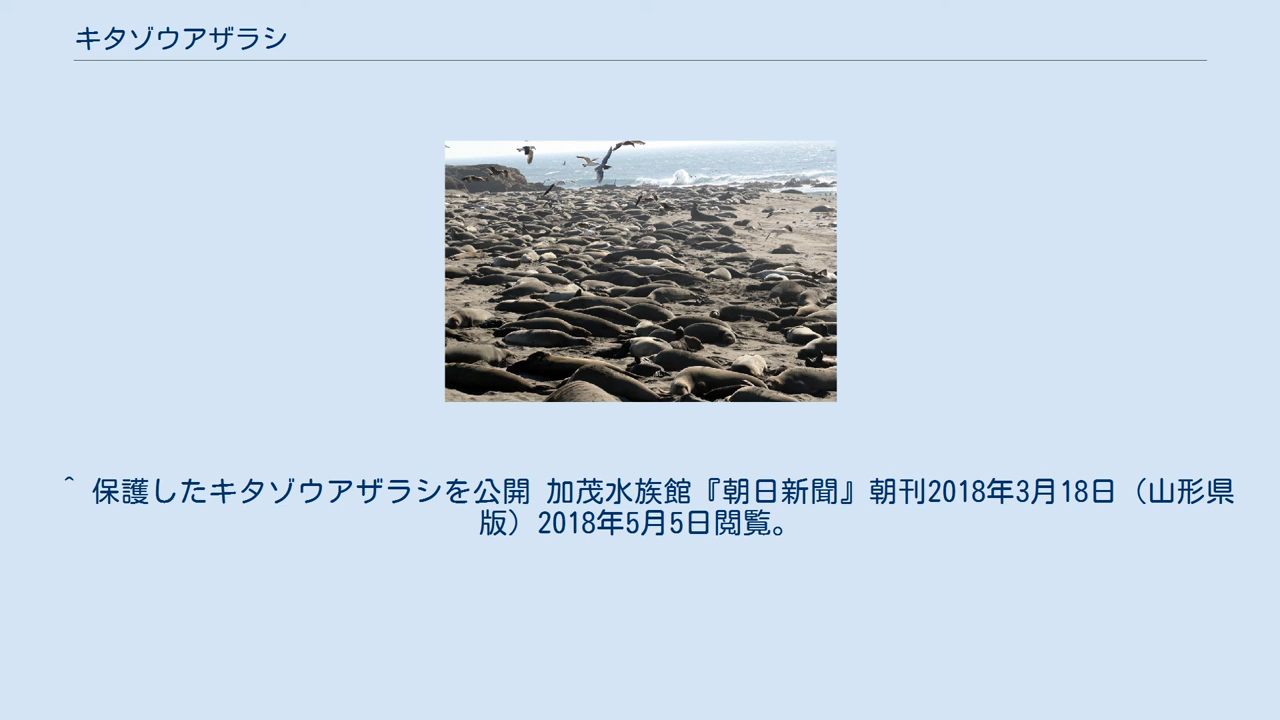 キタゾウアザラシ
^ 保護したキタゾウアザラシを公開 加茂水族館『朝日新聞』朝刊2018年3月18日（山形県
版）2018年5月5日閲覧。